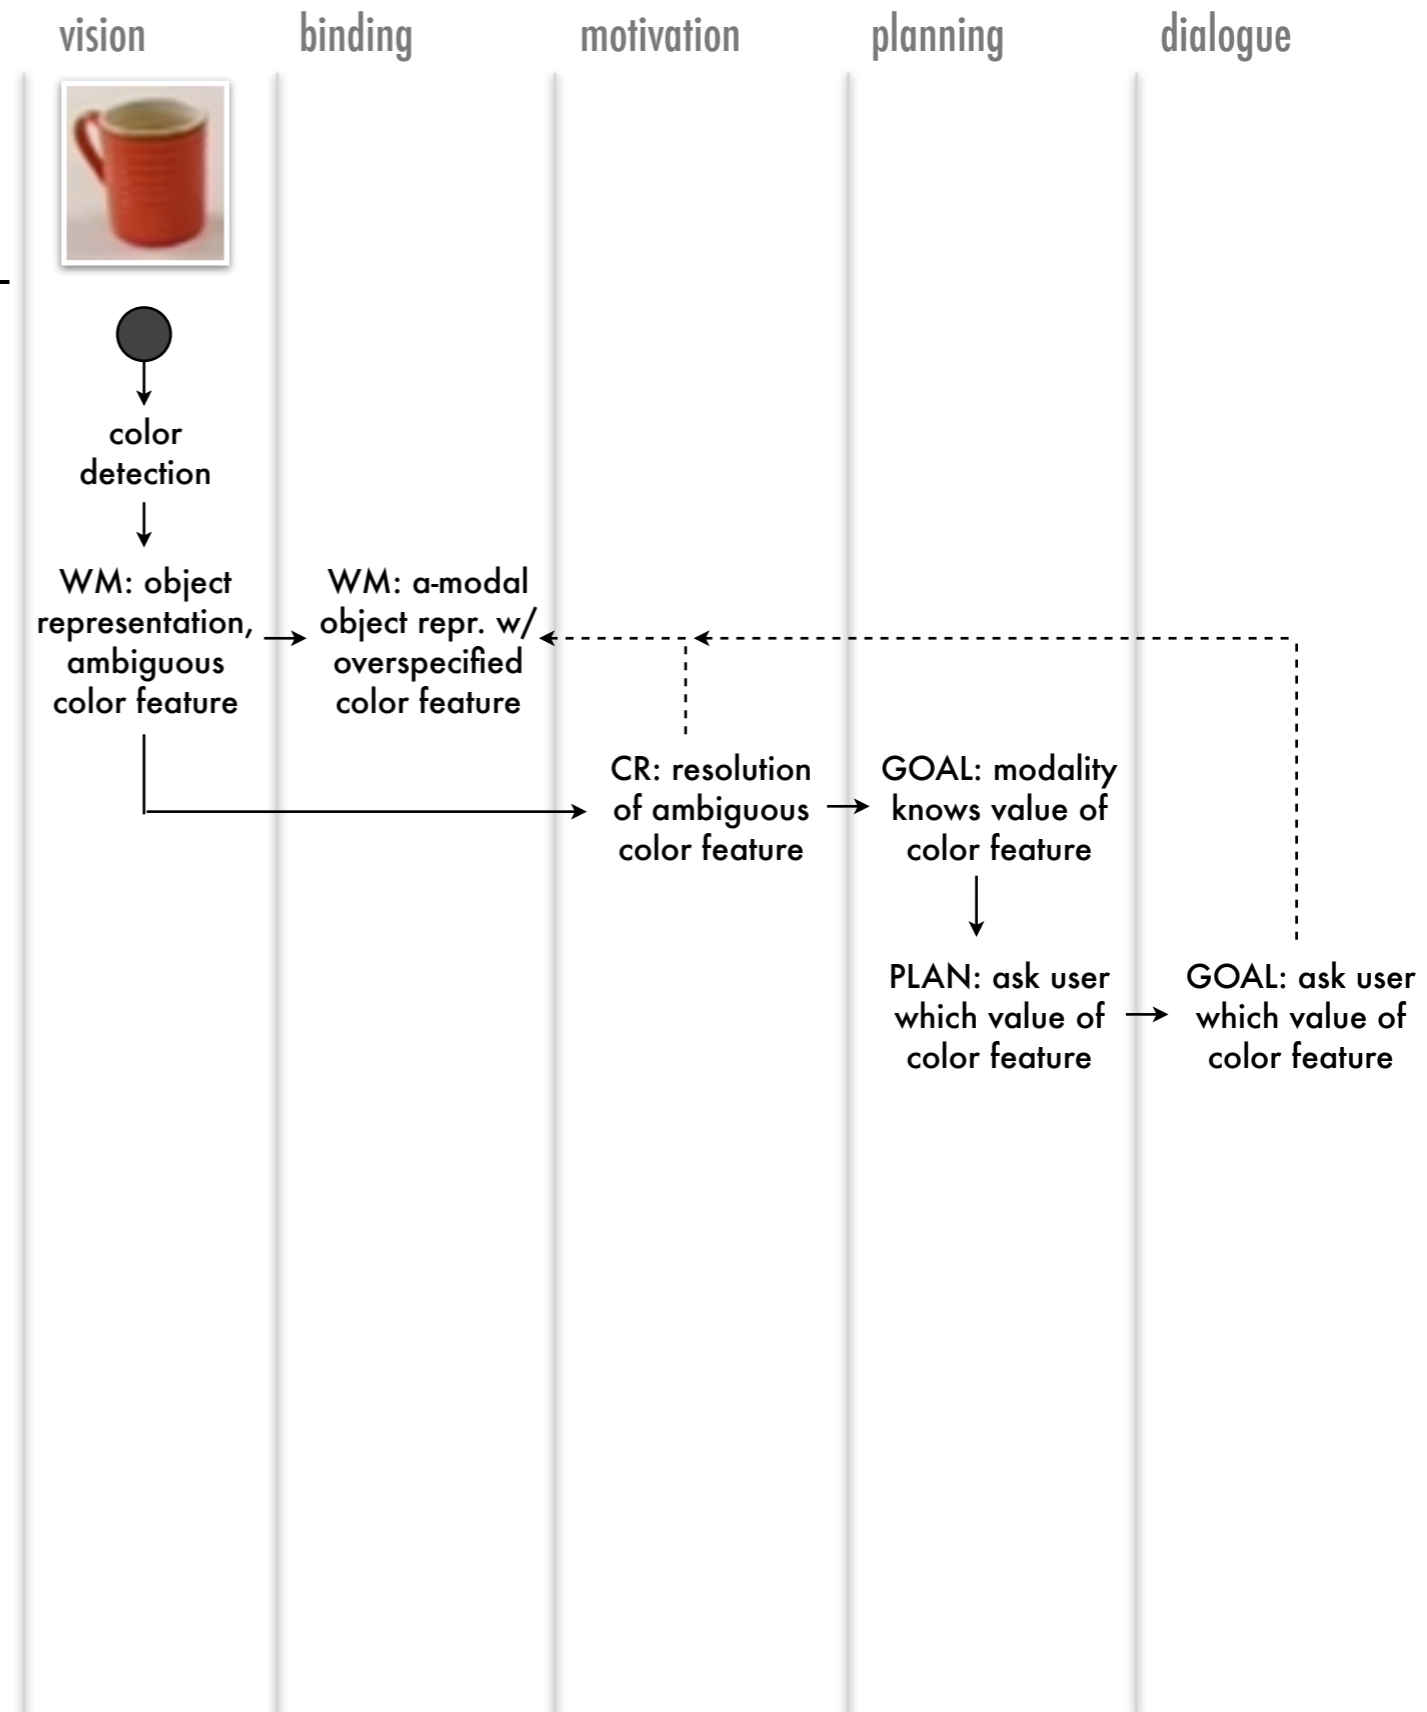 vision
binding
motivation
planning
dialogue
color
detection
WM: object
representation,
ambiguous
color feature
WM: a-modal
object repr. w/
overspecified
color feature
CR: resolution
of ambiguous
color feature
GOAL: modality
knows value of
color feature
PLAN: ask user
which value of
color feature
GOAL: ask user
which value of
color feature